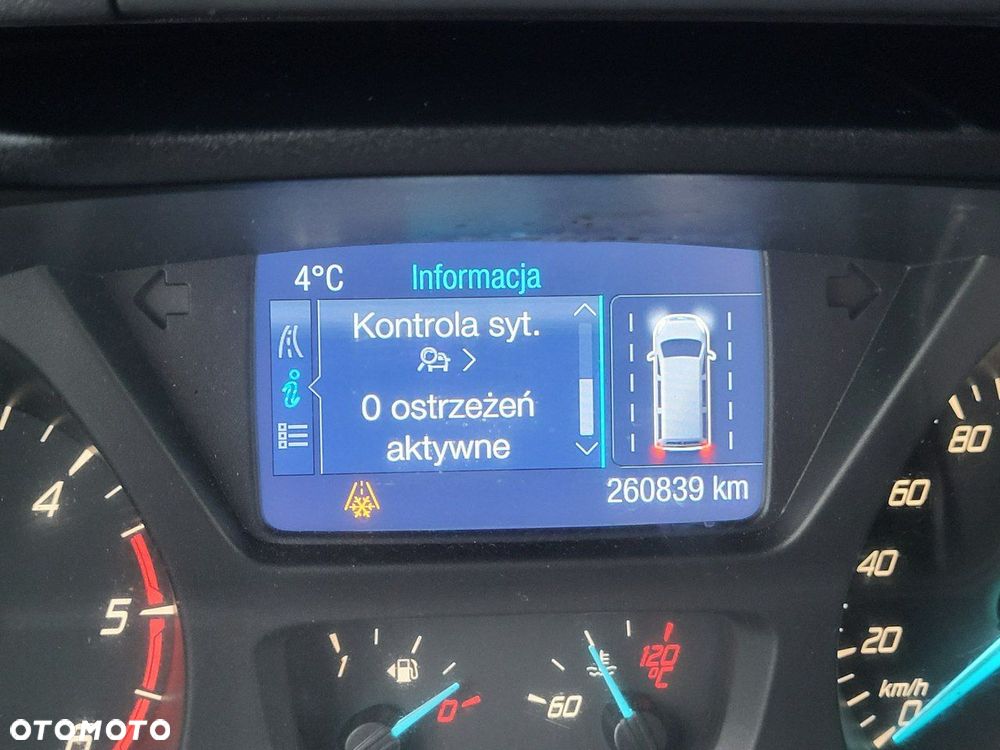 4°C Informacja
Kontrola syt.
0 ostrzeżeń
aktywne
260839 km
4
5
6
1
0
60
120
°C
80
60
40
20
km/h
0
OTOMOTO